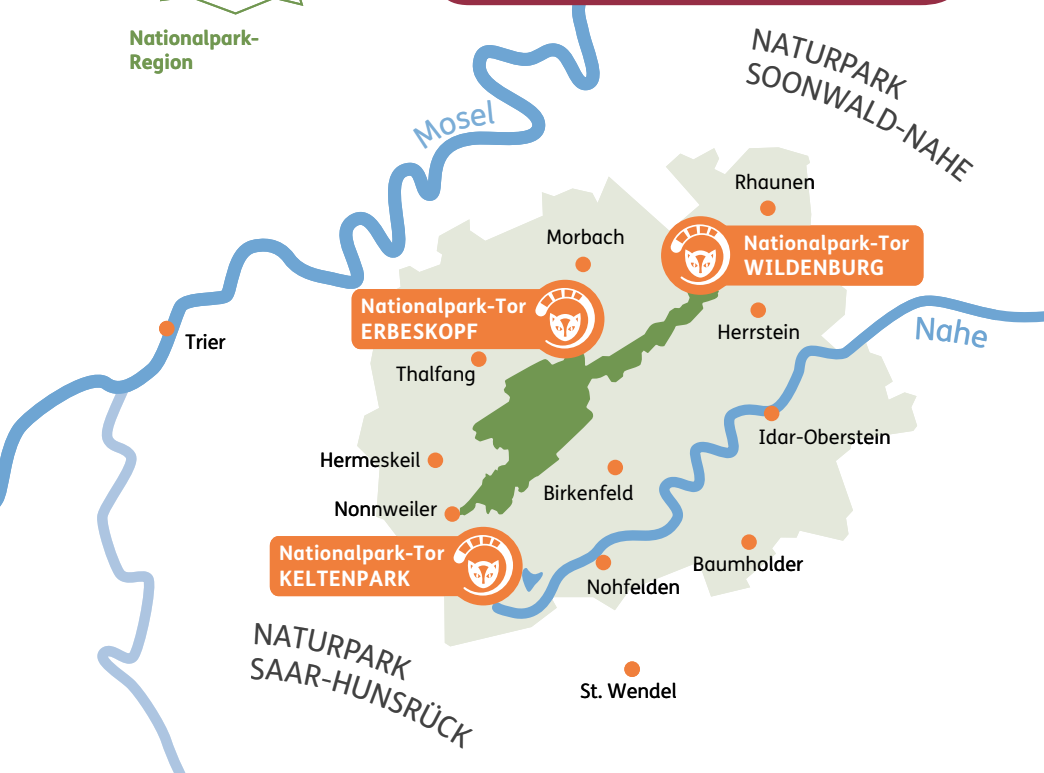 Nationalpark-
Region
NATURPARK
SOONWALD-NAHE
Mosel
Rhaunen
Morbach
Nationalpark-Tor
WILDENBURG
Nationalpark-Tor
ERBESKOPF
Herrstein
Nahe
Trier
Thalfang
Idar-Oberstein
Hermeskeil
Birkenfeld
Nonnweiler
Nationalpark-Tor
KELTENPARK
Baumholder
Nohfelden
NATURPARK
SAAR-HUNSRÜCK
St. Wendel